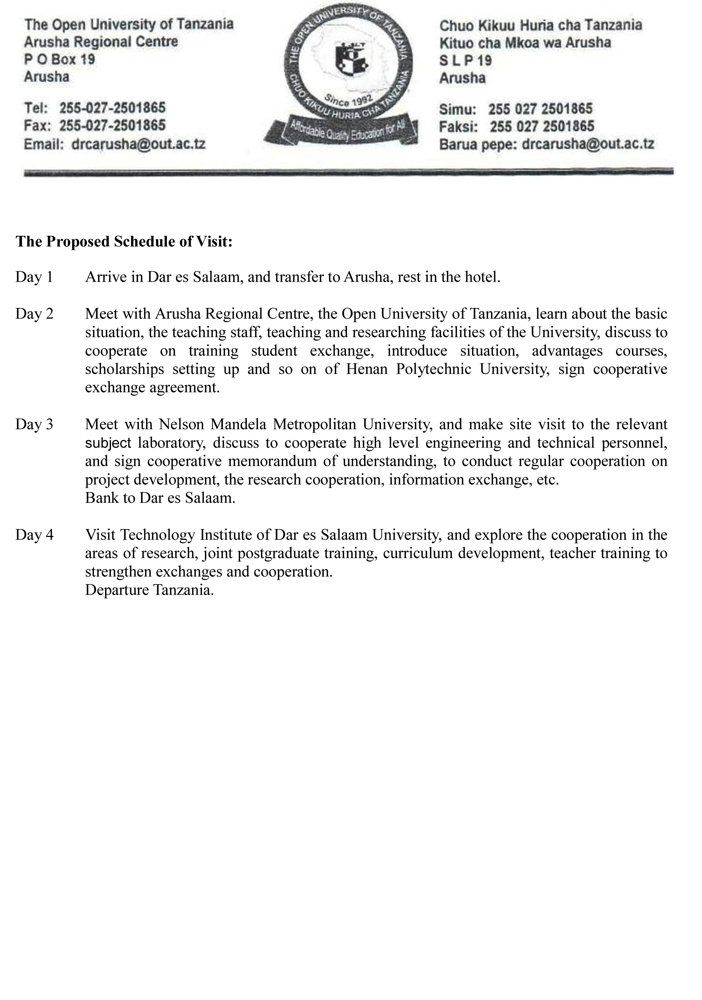 The Open University of Tanzania
Arusha Regional Centre
P O Box 19
Arusha
Tel: 255-027-2501865
Fax: 255-027-2501865
Email: drcarusha@out.ac.tz
THE OPEN UNIVERSITY OF TANZANIA
CHUO KIKUU HURIA CHA TANZANIA
Since 1992
Affordable Quality Education for All
Chuo Kikuu Huria cha Tanzania
Kituo cha Mkoa wa Arusha
S L P 19
Arusha
Simu: 255 027 2501865
Faksi: 255 027 2501865
Barua pepe: drcarusha@out.ac.tz
The Proposed Schedule of Visit:
Day 1 Arrive in Dar es Salaam, and transfer to Arusha, rest in the hotel.
Day 2 Meet with Arusha Regional Centre, the Open University of Tanzania, learn about the basic
situation, the teaching staff, teaching and researching facilities of the University, discuss to
cooperate on training student exchange, introduce situation, advantages courses,
scholarships setting up and so on of Henan Polytechnic University, sign cooperative
exchange agreement.
Day 3 Meet with Nelson Mandela Metropolitan University, and make site visit to the relevant
subject laboratory, discuss to cooperate high level engineering and technical personnel,
and sign cooperative memorandum of understanding, to conduct regular cooperation on
project development, the research cooperation, information exchange, etc.
Bank to Dar es Salaam.
Day 4 Visit Technology Institute of Dar es Salaam University, and explore the cooperation in the
areas of research, joint postgraduate training, curriculum development, teacher training to
strengthen exchanges and cooperation.
Departure Tanzania.